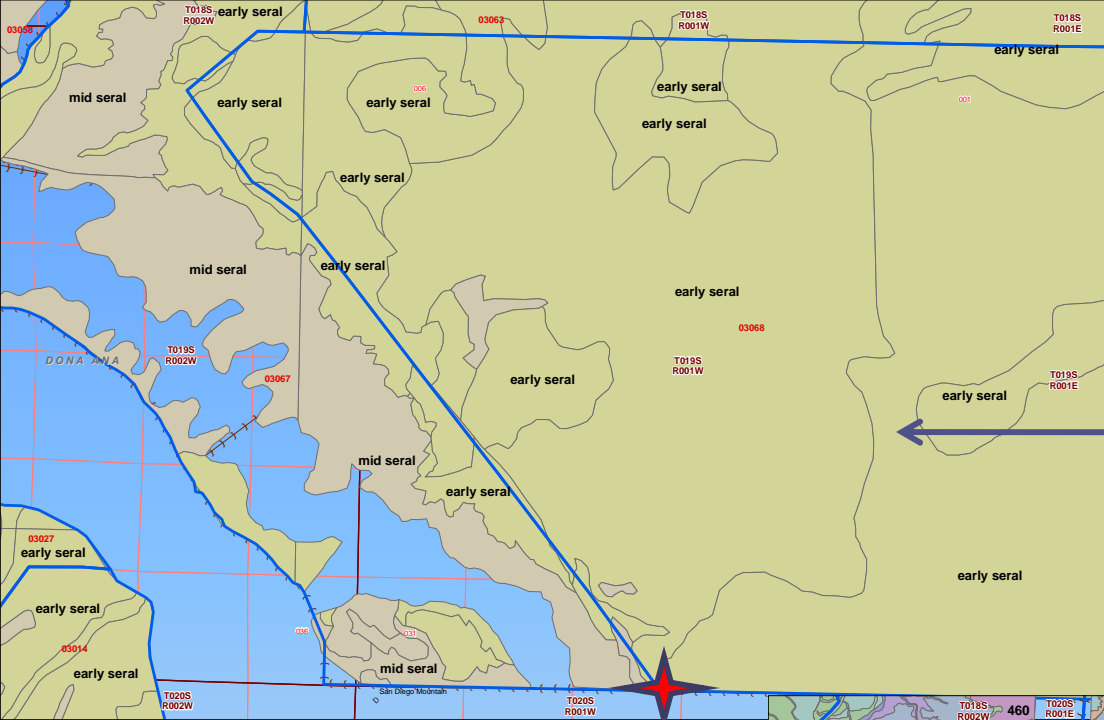 T018S
R002W
early seral
03063
T018S
R001W
T018S
R001E
03058
early seral
mid seral
early seral
006
early seral
early seral
early seral
001
early seral
mid seral
early seral
early seral
03068
DONA ANA
T019S
R002W
03067
early seral
T019S
R001W
early seral
T019S
R001E
mid seral
early seral
03027
early seral
early seral
early seral
03014
early seral
036
031
mid seral
San Diego Mountain
T020S
R002W
T020S
R001W
T018S
R002W
460
T020S
R001E